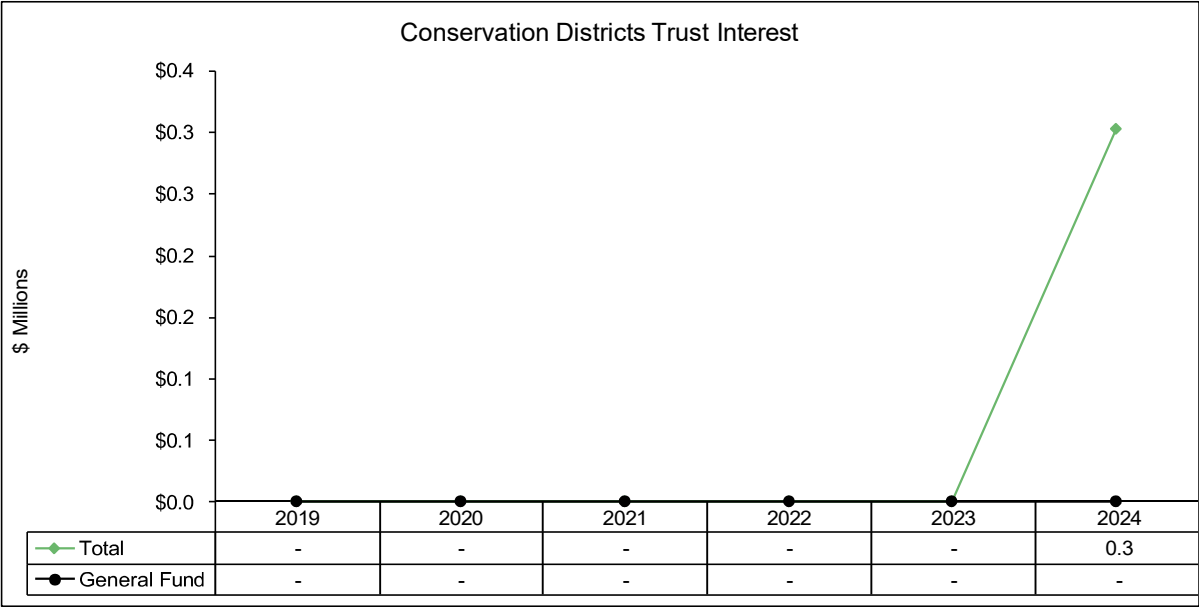 Conservation Districts Trust Interest
$0.4
$0.3
$0.3
$0.2
$0.2
$0.1
$0.1
$0.0
$ Millions
2019 2020 2021 2022 2023 2024
Total - - - - - 0.3
General Fund - - - - - -